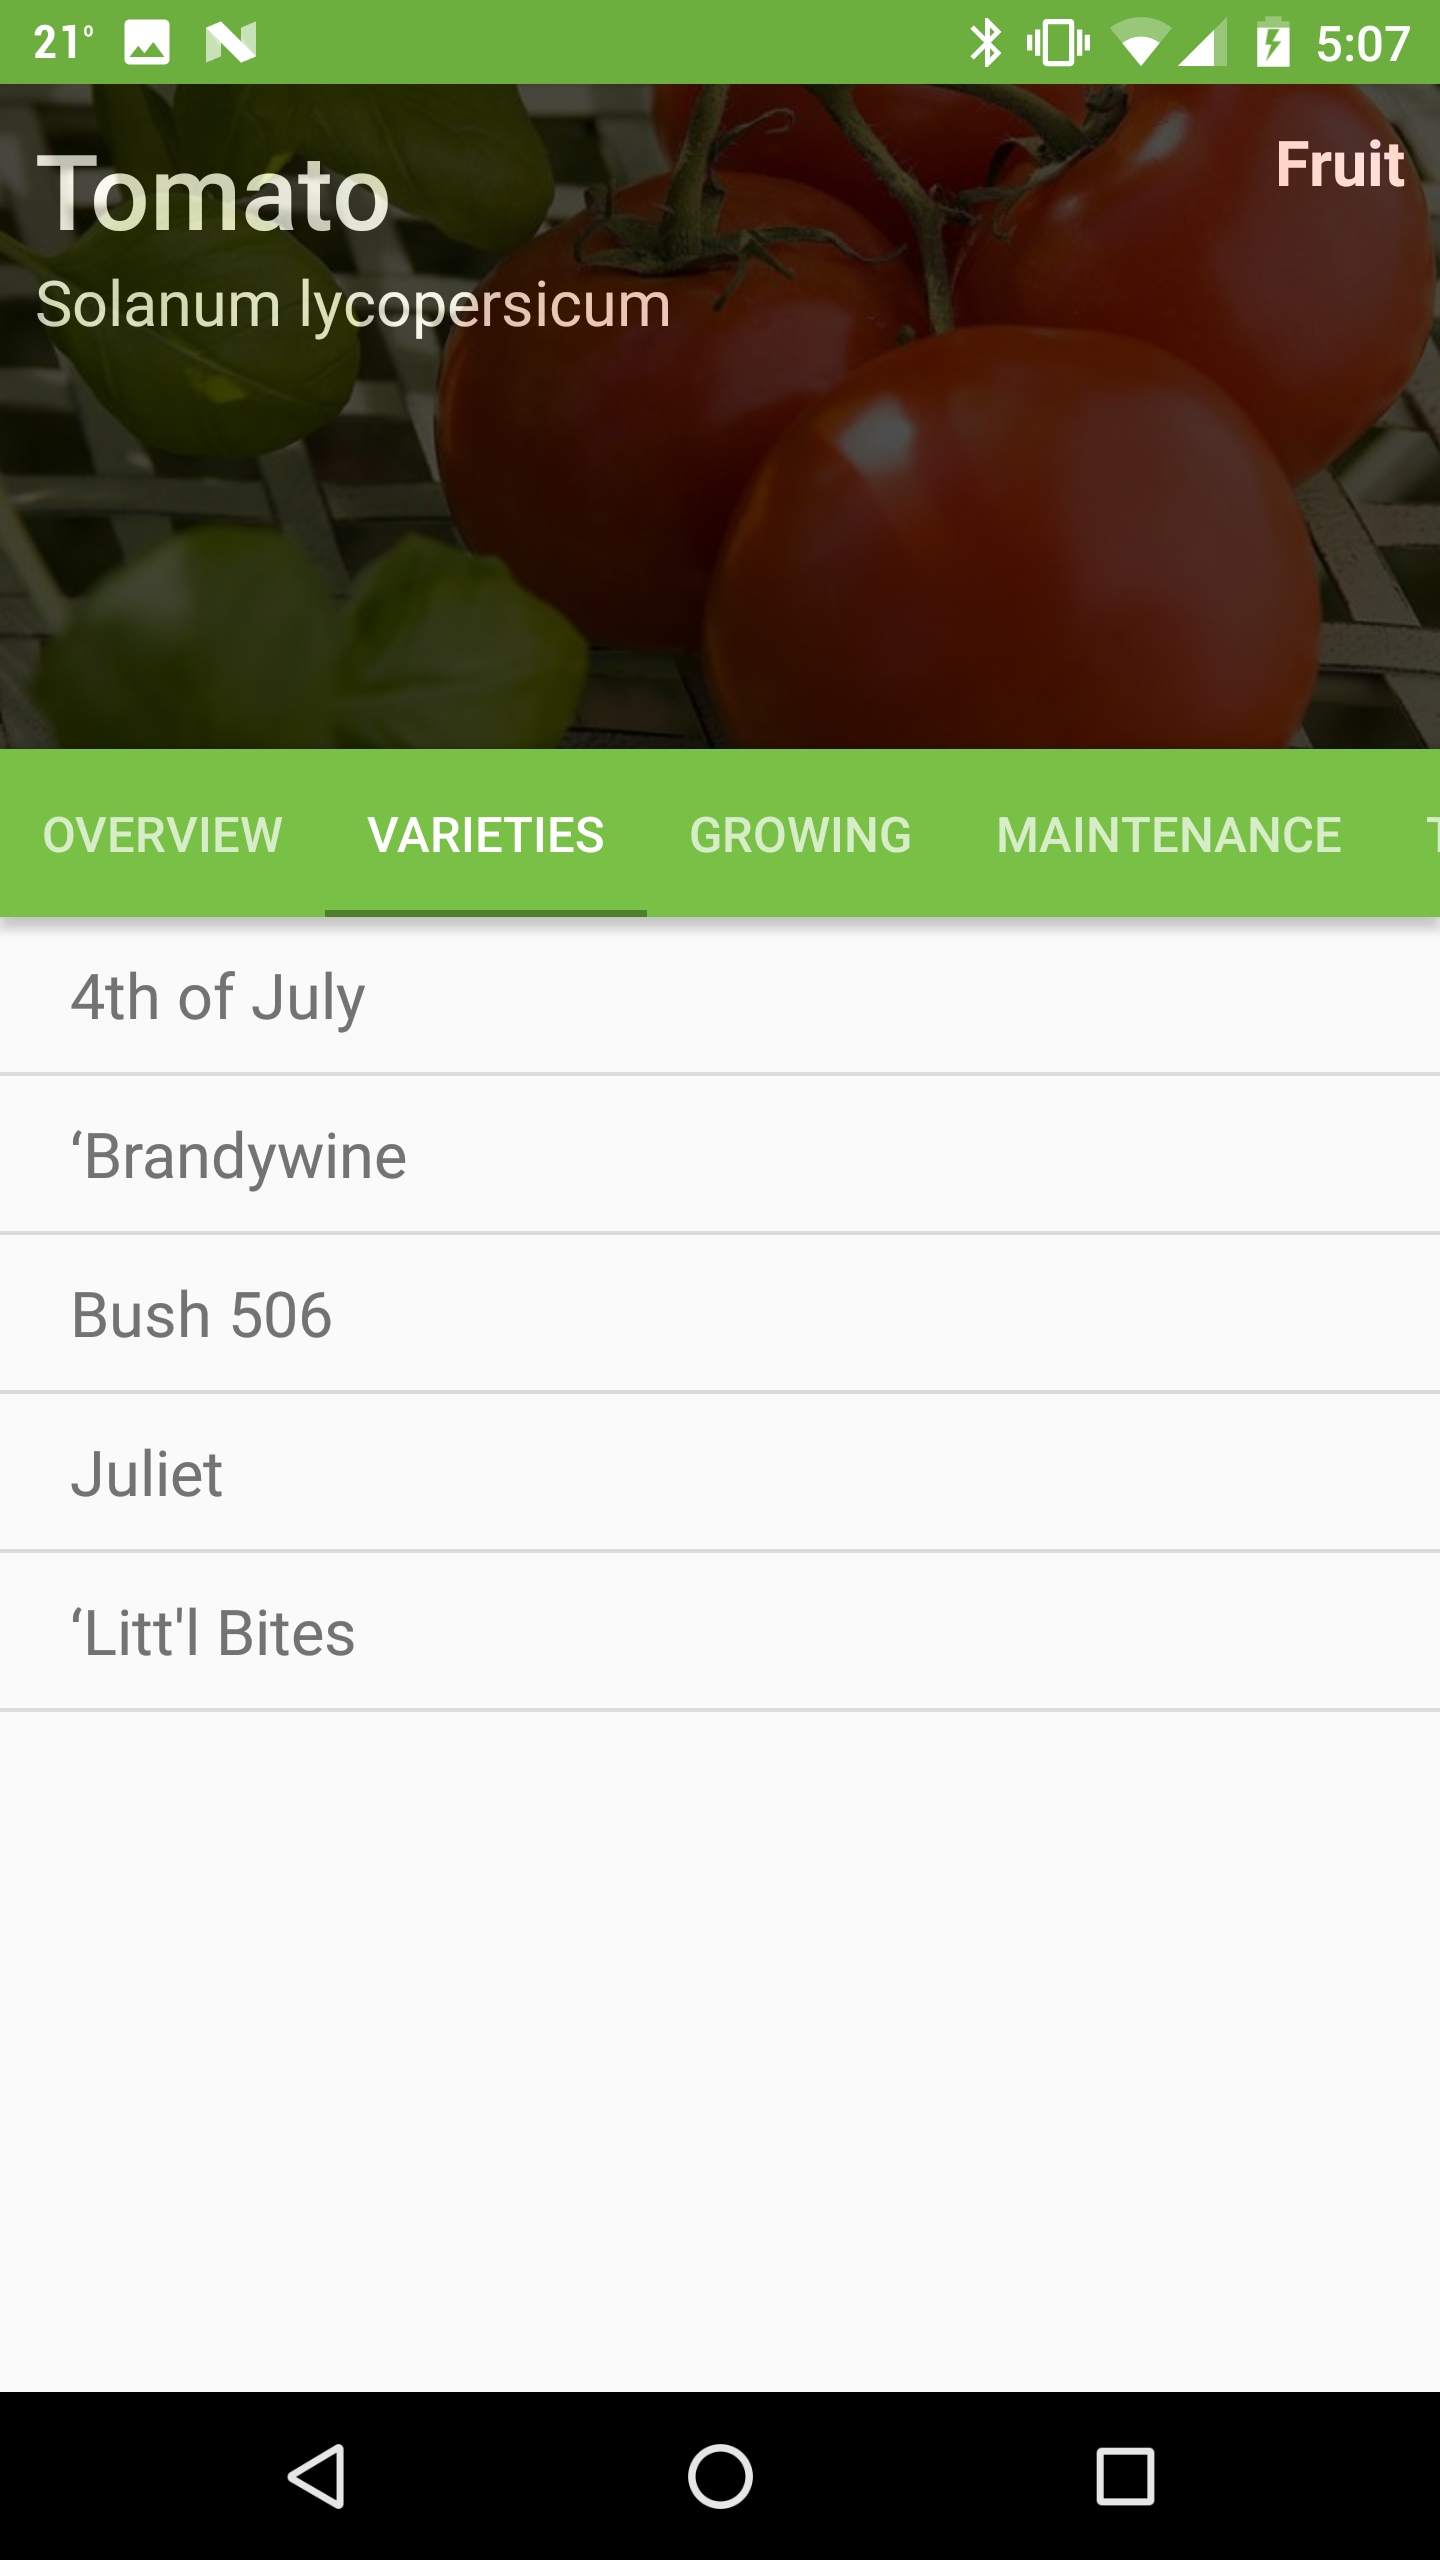 21°
5:07
Tomato
Fruit
Solanum lycopersicum
OVERVIEW VARIETIES GROWING MAINTENANCE T
4th of July
‘Brandywine
Bush 506
Juliet
‘Litt'l Bites